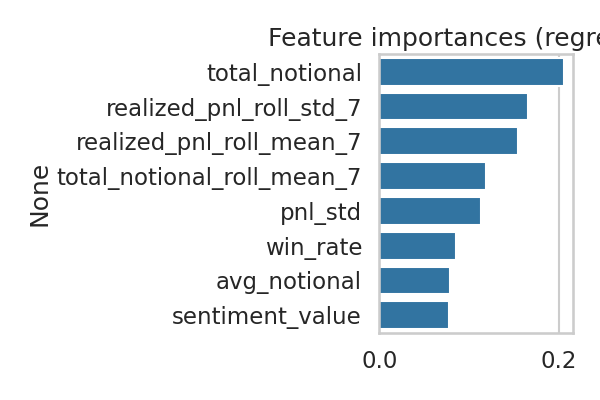 Feature importances (regre
total_notional
realized_pnl_roll_std_7
realized_pnl_roll_mean_7
total_notional_roll_mean_7
pnl_std
win_rate
avg_notional
sentiment_value
None
0.0 0.2